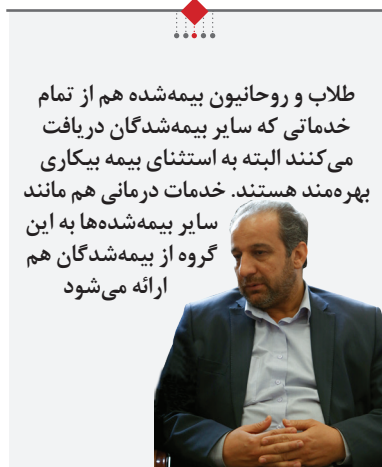 طلاب و روحانیون بیمه‌شده هم از تمام
خدماتی که سایر بیمه‌شدگان دریافت
می‌کنند البته به استثنای بیمه بیکاری
بهره‌مند هستند. خدمات درمانی هم مانند
سایر بیمه‌شده‌ها به این
گروه از بیمه‌شدگان هم
ارائه می‌شود